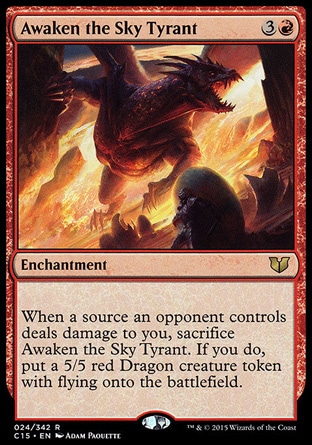 Awaken the Sky Tyrant 3
Enchantment
When a source an opponent controls
deals damage to you, sacrifice
Awaken the Sky Tyrant. If you do,
put a 5/5 red Dragon creature token
with flying onto the battlefield.
024/342 R
C15 • EN Adam Paquette
™ & © 2015 Wizards of the Coast